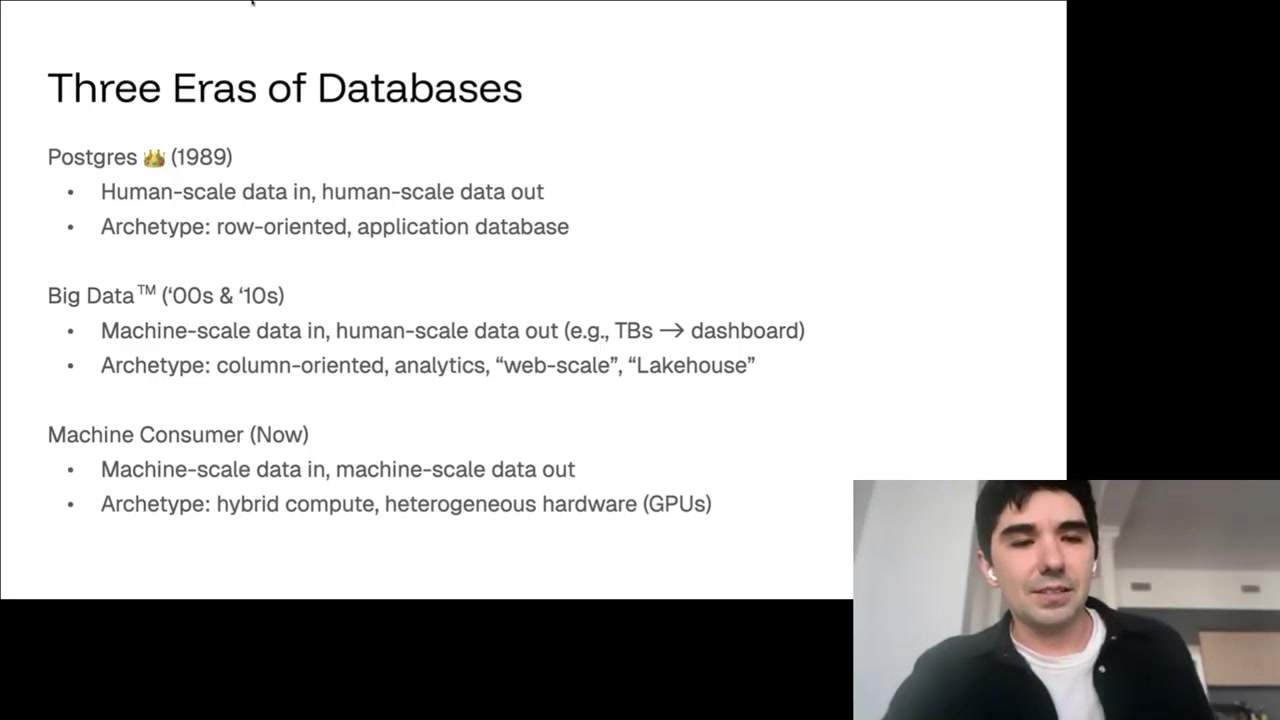 Three Eras of Databases
Postgres 👑 (1989)
• Human-scale data in, human-scale data out
• Archetype: row-oriented, application database
Big Data™ (‘00s & ‘10s)
• Machine-scale data in, human-scale data out (e.g., TBs → dashboard)
• Archetype: column-oriented, analytics, “web-scale”, “Lakehouse”
Machine Consumer (Now)
• Machine-scale data in, machine-scale data out
• Archetype: hybrid compute, heterogeneous hardware (GPUs)